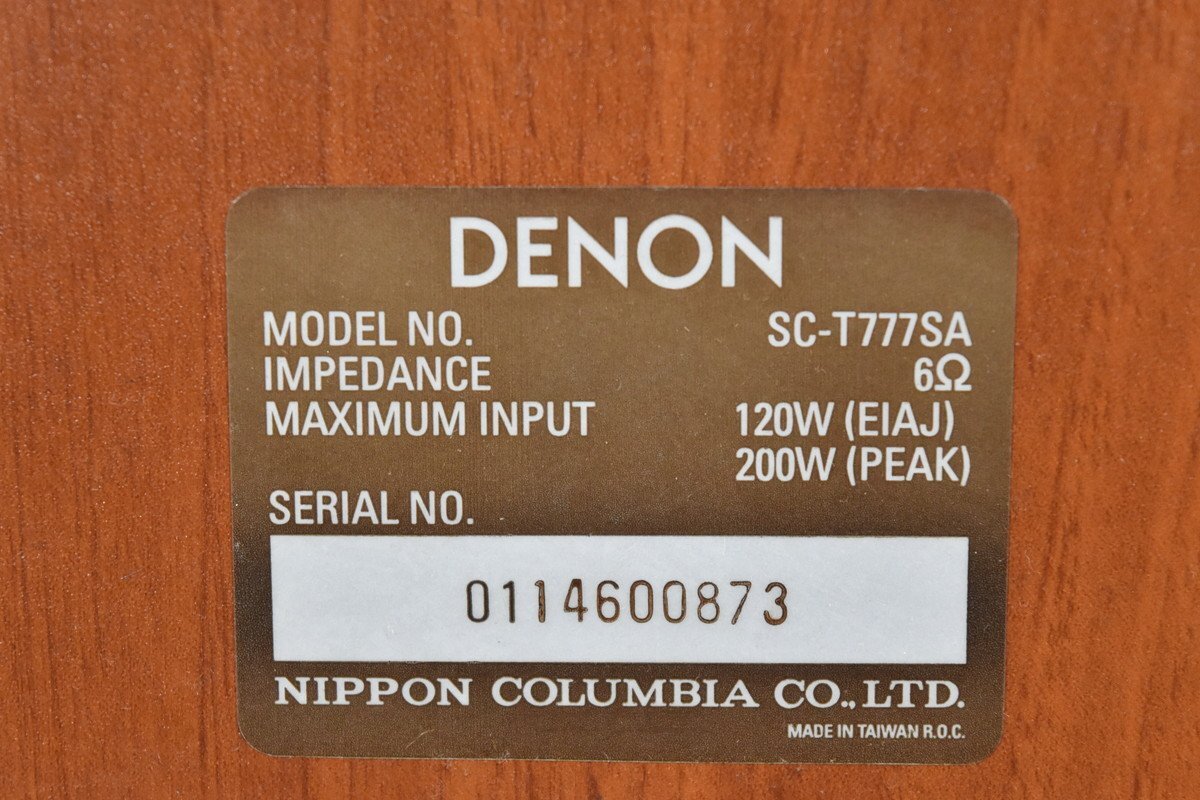 DENON
MODEL NO. SC-T777SA
IMPEDANCE 6Ω
MAXIMUM INPUT 120W (EIAJ)
200W (PEAK)
SERIAL NO.
0114600873
NIPPON COLUMBIA CO., LTD.
MADE IN TAIWAN R.O.C.